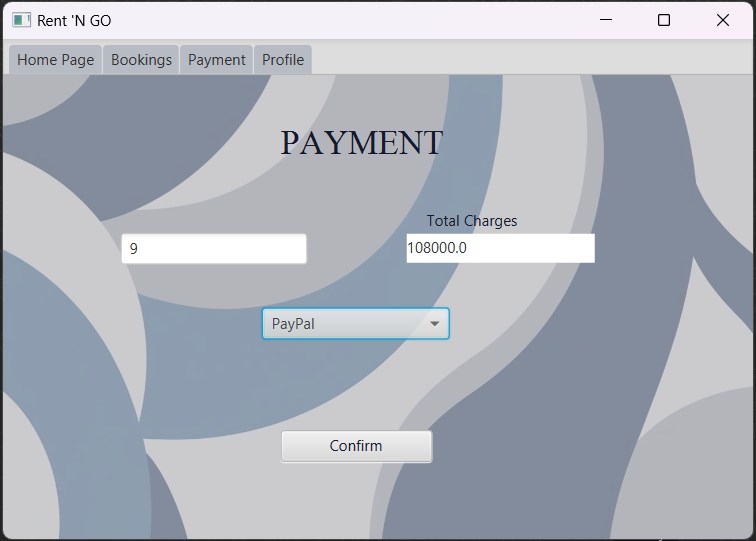 Rent 'N GO
Home Page Bookings Payment Profile
PAYMENT
Total Charges
9 108000.0
PayPal
Confirm